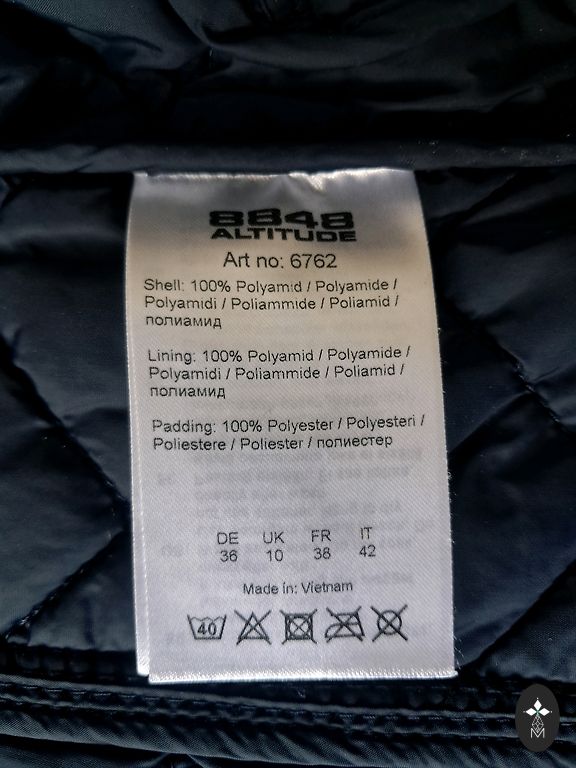 8848
ALTITUDE
Art no: 6762
Shell: 100% Polyamid / Polyamide /
Polyamidi / Poliammide / Poliamid /
полиамид
Lining: 100% Polyamid / Polyamide /
Polyamidi / Poliammide / Poliamid /
полиамид
Padding: 100% Polyester / Polyesteri /
Poliestere / Poliester / полиестер
DE UK FR IT
36 10 38 42
Made in: Vietnam
40
M